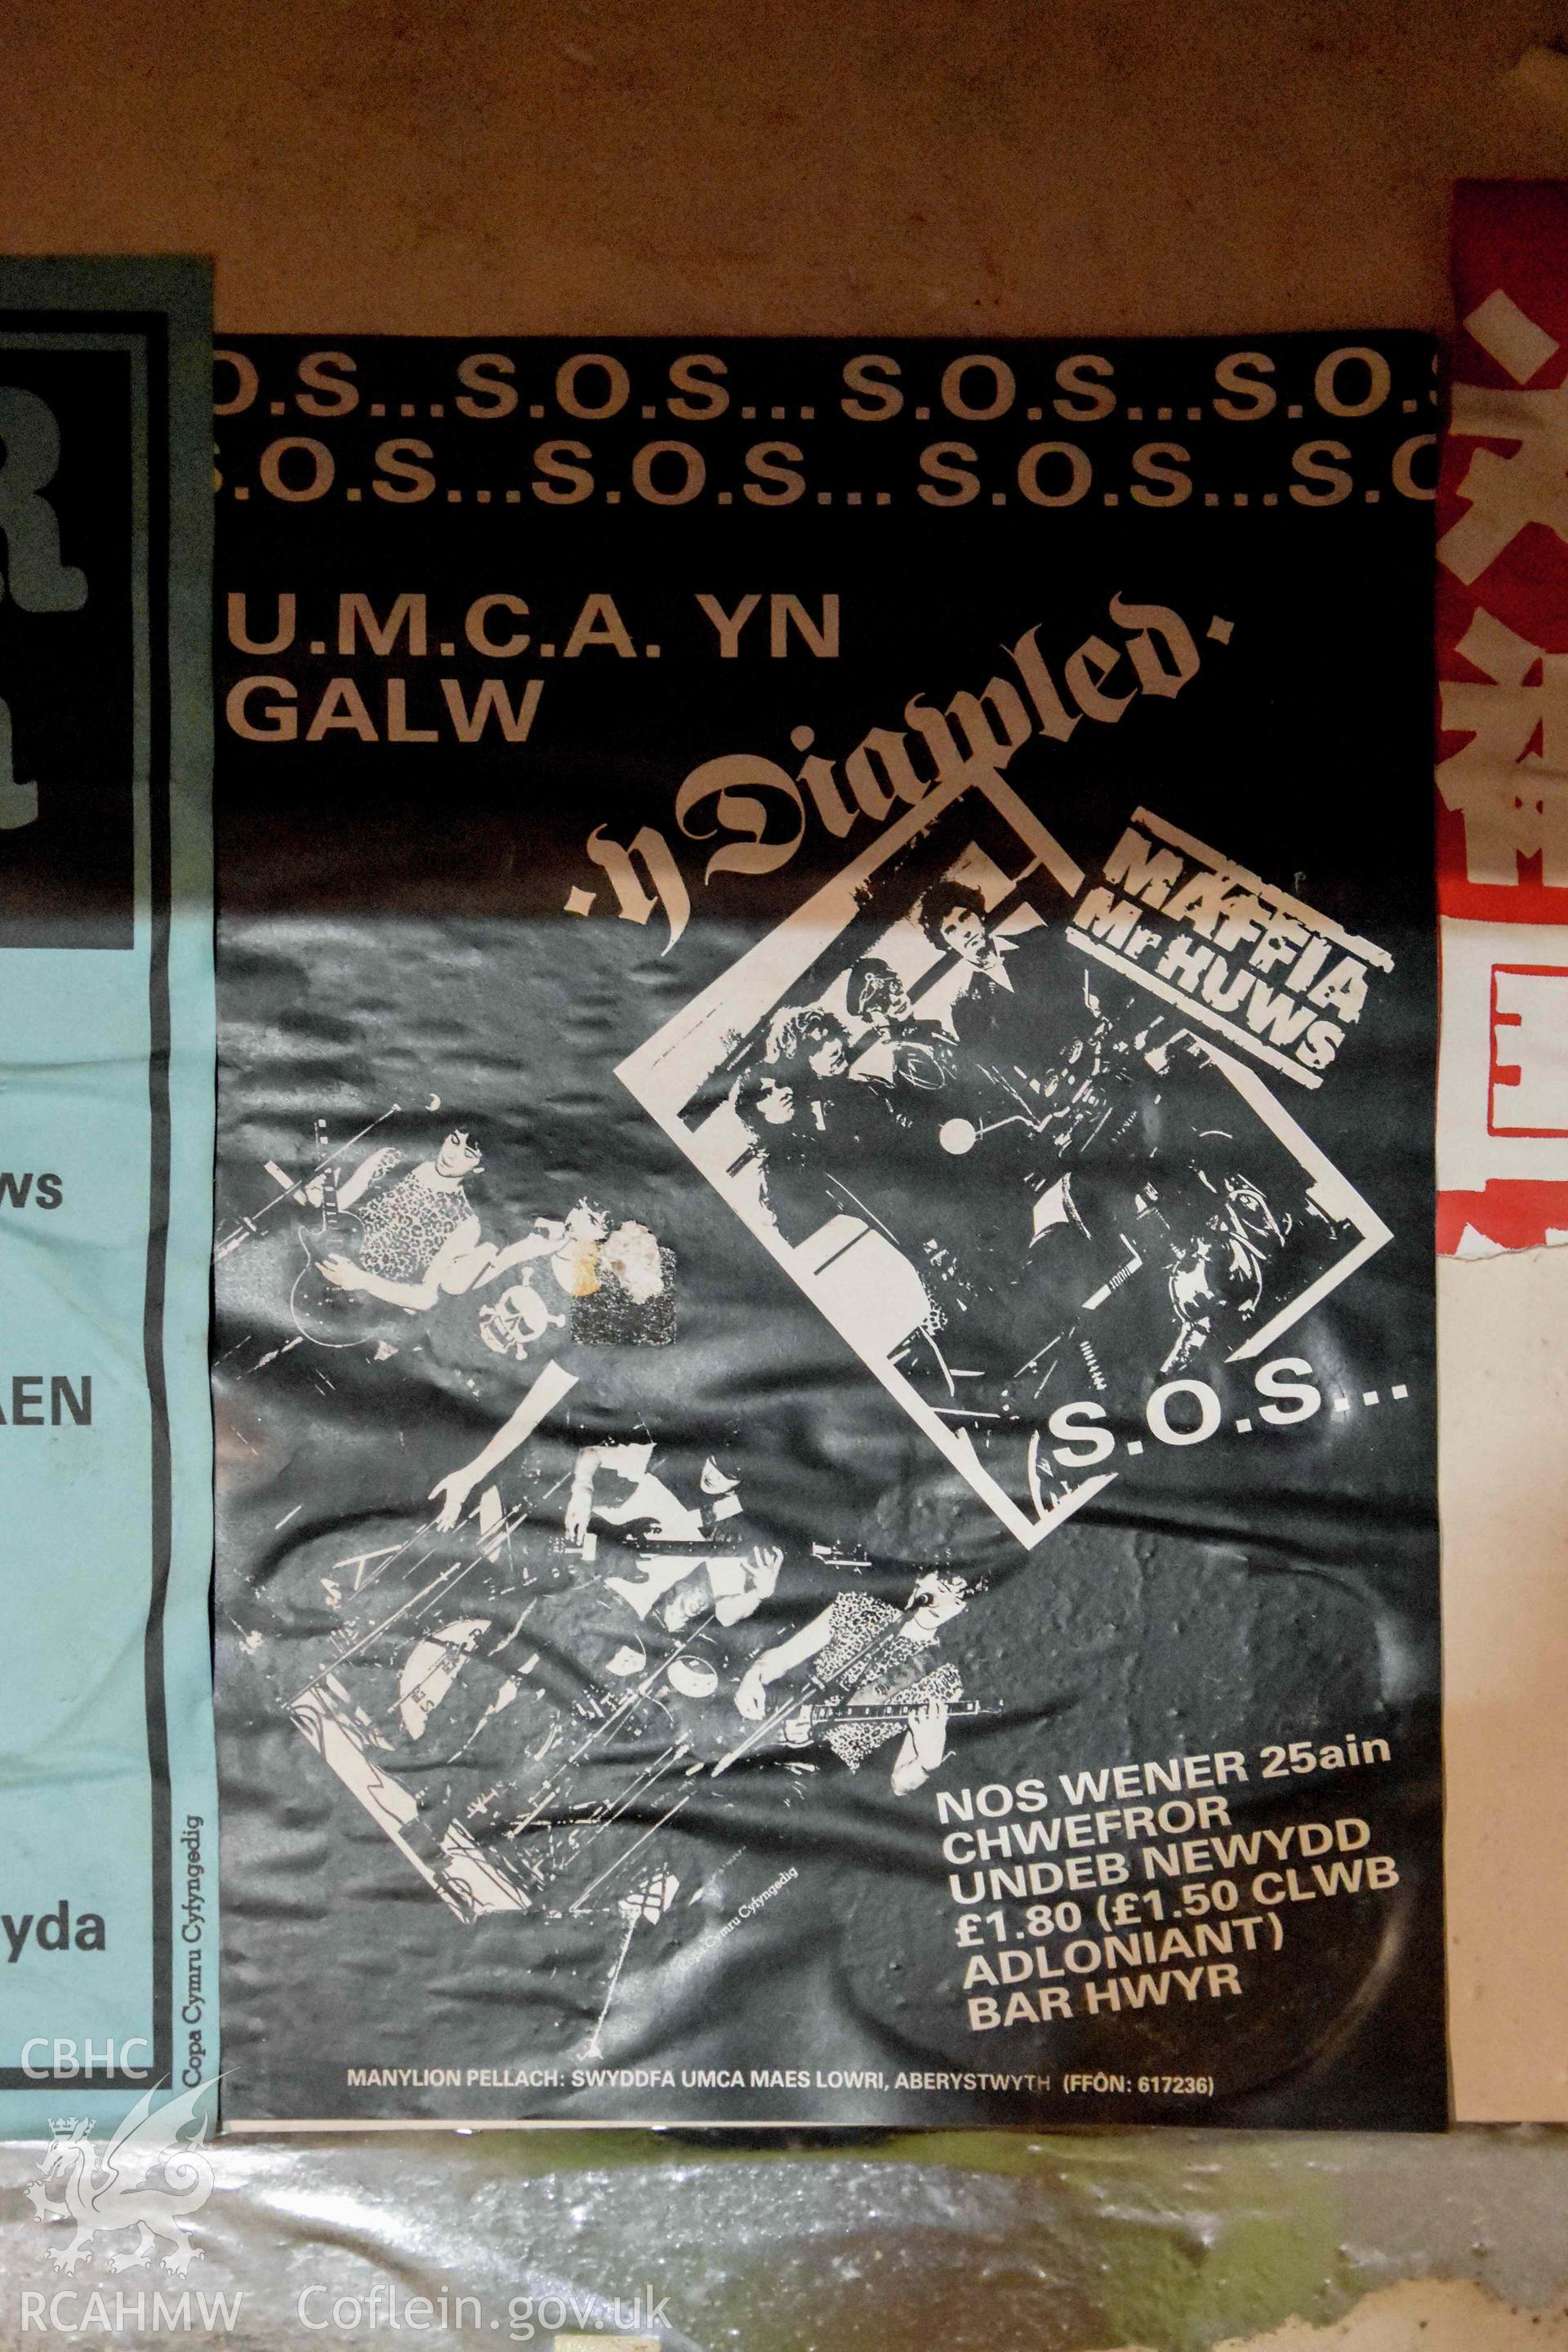 O.S...S.O.S... S.O.S...S.O.S
S.O.S...S.O.S... S.O.S...S.O
U.M.C.A. YN
GALW
·y Diawled·
MAFFIA
Mr HUWS
S.O.S...
NOS WENER 25ain
CHWEFROR
UNDEB NEWYDD
£1.80 (£1.50 CLWB
ADLONIANT)
BAR HWYR
Copa Cymru Cyfyngedig
MANYLION PELLACH: SWYDDFA UMCA MAES LOWRI, ABERYSTWYTH (FFÔN: 617236)
R
ws
AEN
yda
Copa Cymru Cyfyngedig
CBHC
RCAHMW
Coflein.gov.uk